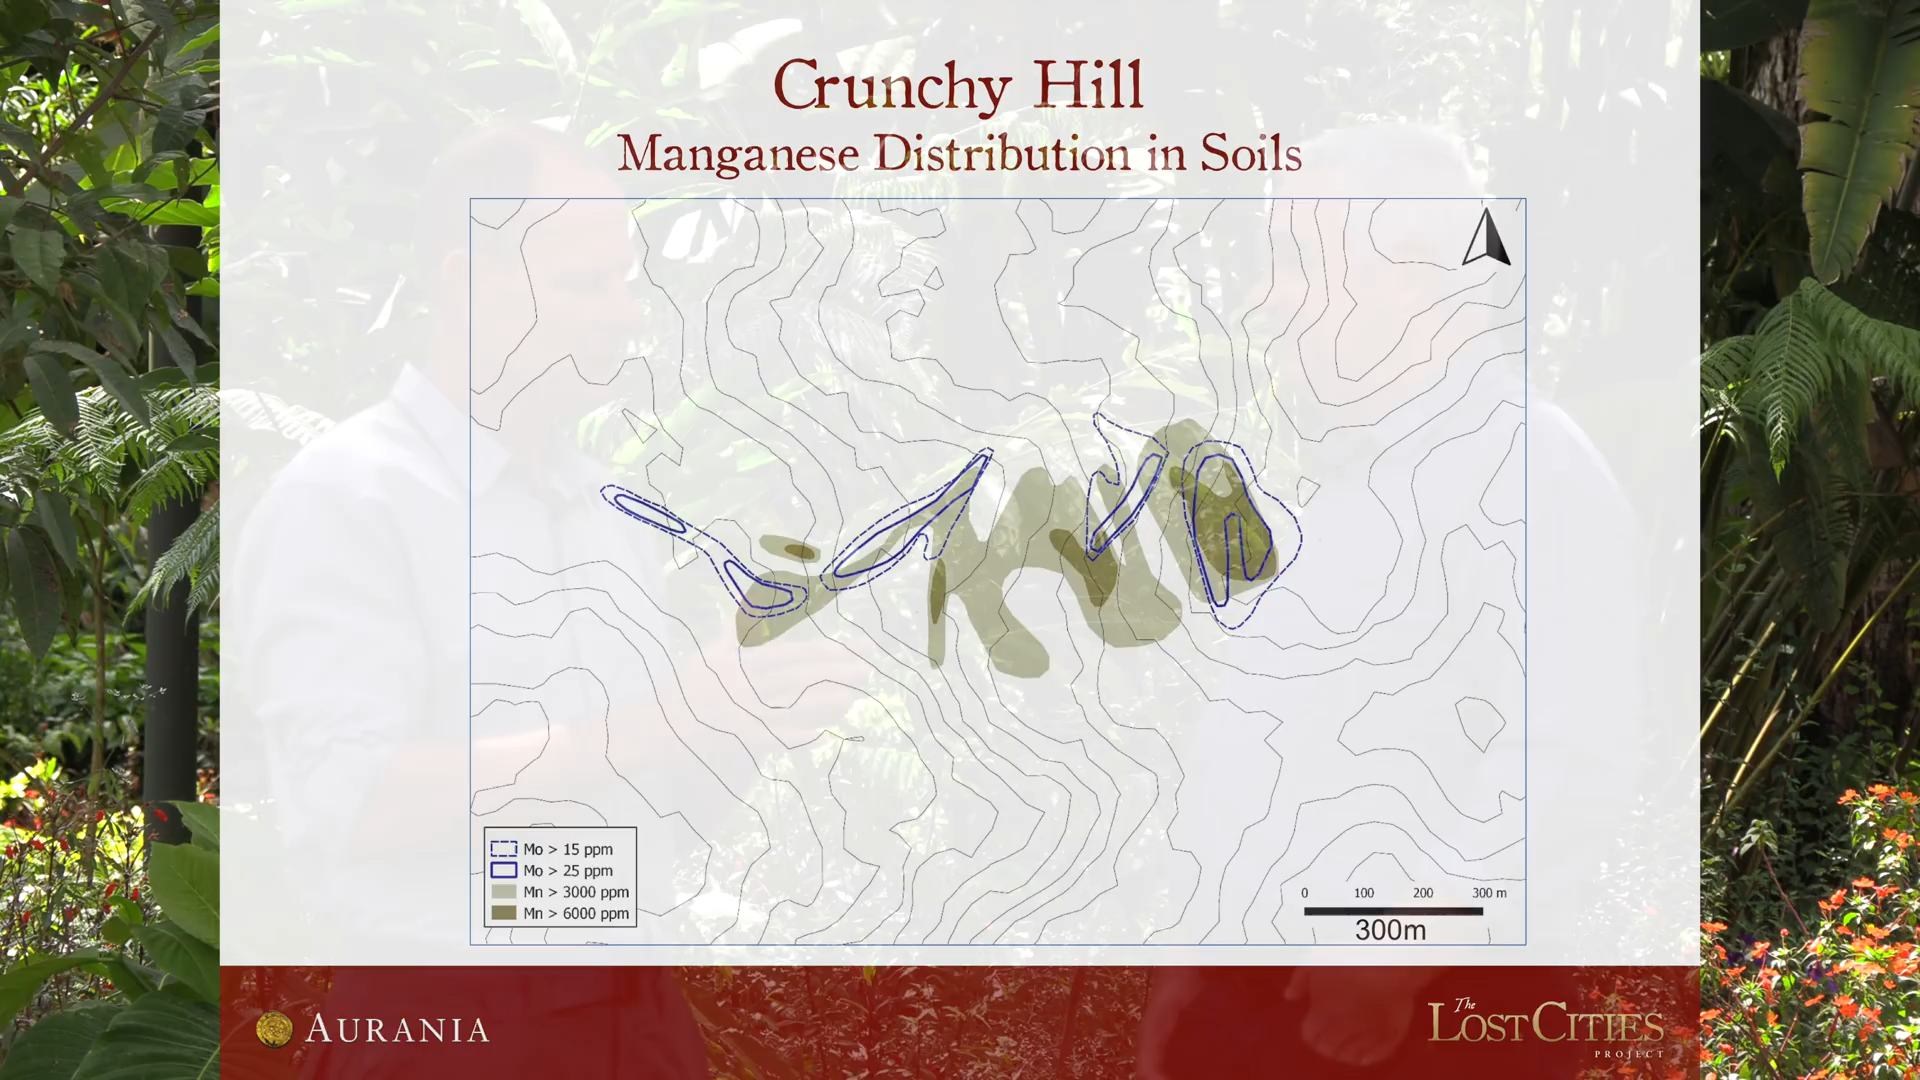 Crunchy Hill
Manganese Distribution in Soils
Mo > 15 ppm
Mo > 25 ppm
Mn > 3000 ppm
Mn > 6000 ppm
0 100 200 300 m
300m
AURANIA
The
LOST CITIES
PROJECT